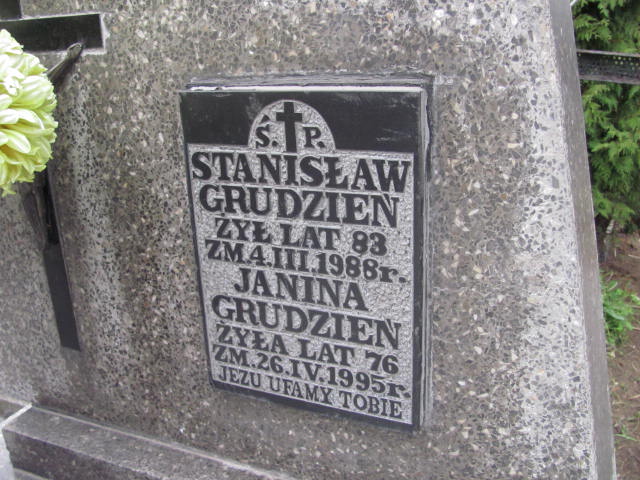 Ś.P.
STANISŁAW
GRUDZIEŃ
ŻYŁ LAT 83
ZM.4.III.1988r.
JANINA
GRUDZIEŃ
ŻYŁA LAT 76
ZM.26.IV.1995r.
JEZU UFAMY TOBIE